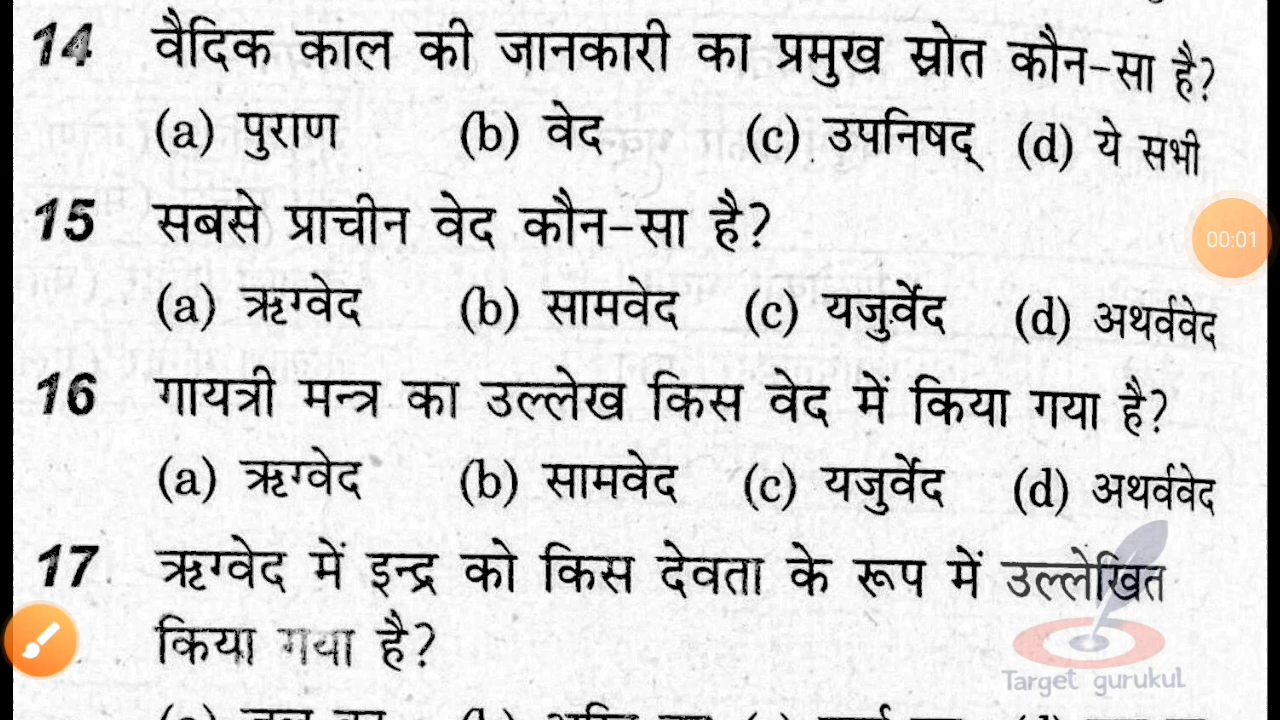 14 वैदिक काल की जानकारी का प्रमुख स्रोत कौन-सा है?
(a) पुराण (b) वेद (c) उपनिषद् (d) ये सभी
15 सबसे प्राचीन वेद कौन-सा है?
00:01
(a) ऋग्वेद (b) सामवेद (c) यजुर्वेद (d) अथर्ववेद
16 गायत्री मन्त्र का उल्लेख किस वेद में किया गया है?
(a) ऋग्वेद (b) सामवेद (c) यजुर्वेद (d) अथर्ववेद
17 ऋग्वेद में इन्द्र को किस देवता के रूप में उल्लेखित
किया गया है?
Target gurukul